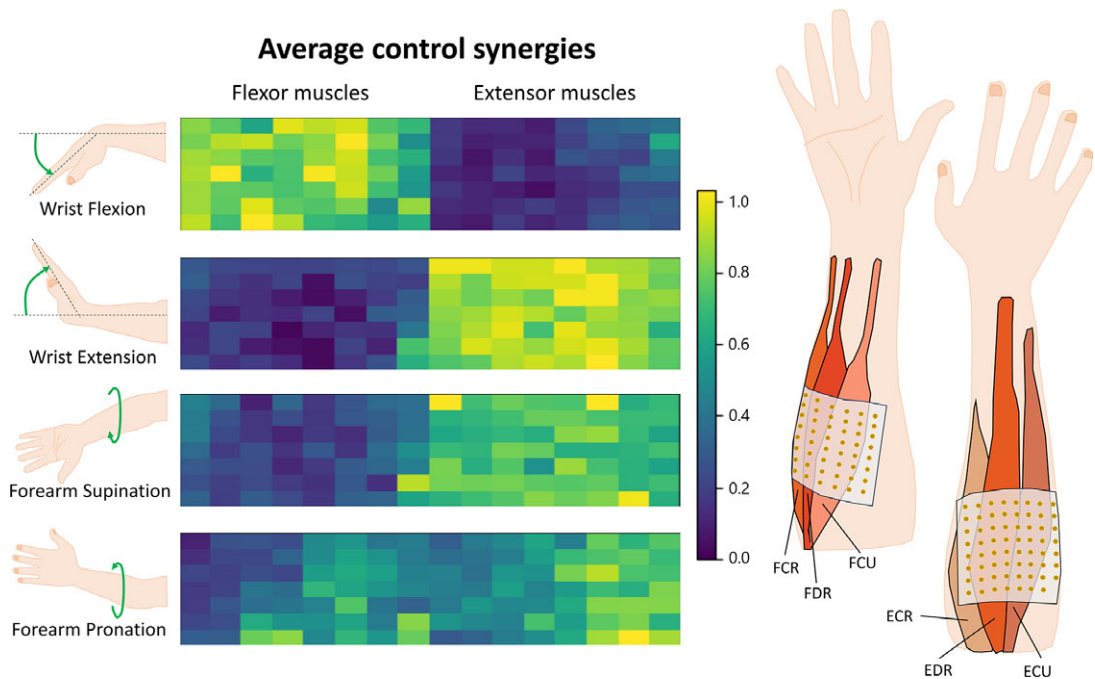 Average control synergies
Flexor muscles
Extensor muscles
Wrist Flexion
Wrist Extension
Forearm Supination
Forearm Pronation
1.0
0.8
0.6
0.4
0.2
0.0
FCR
FDR
FCU
ECR
EDR
ECU